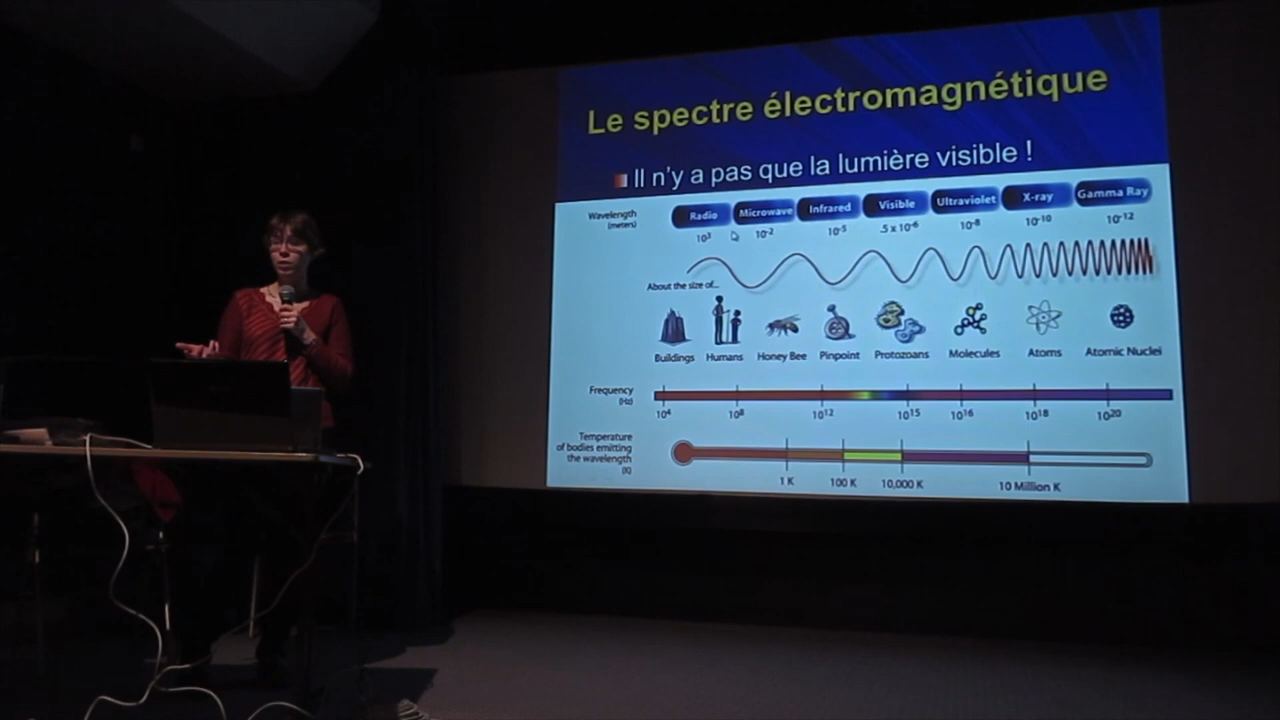 Le spectre électromagnétique
Il n'y a pas que la lumière visible !
Wavelength
(meters)
Radio Microwave Infrared Visible Ultraviolet X-ray Gamma Ray
10³ 10⁻² 10⁻⁵ .5 x 10⁻⁶ 10⁻⁸ 10⁻¹⁰ 10⁻¹²
About the size of...
Buildings Humans Honey Bee Pinpoint Protozoans Molecules Atoms Atomic Nuclei
Frequency
(Hz)
10⁴ 10⁸ 10¹² 10¹⁵ 10¹⁶ 10¹⁸ 10²⁰
Temperature
of bodies emitting
the wavelength
(K)
1 K 100 K 10,000 K 10 Million K